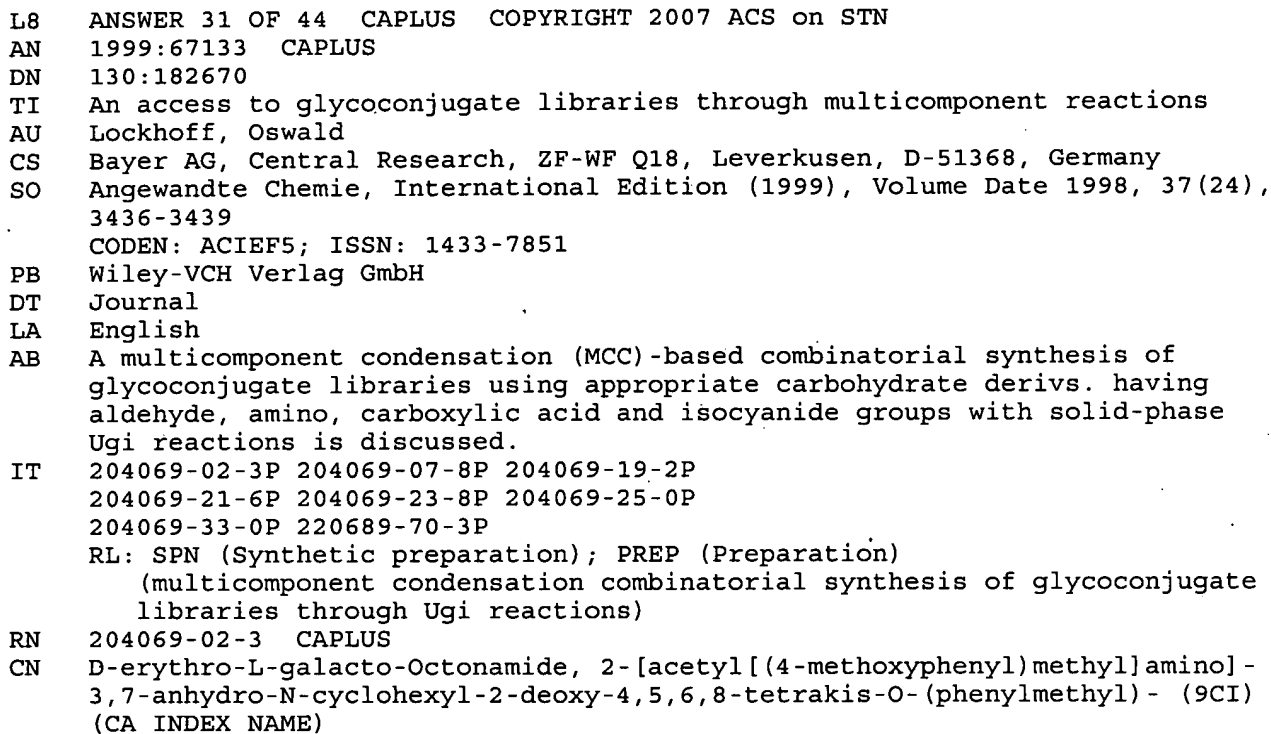 L8 ANSWER 31 OF 44 CAPLUS COPYRIGHT 2007 ACS on STN
AN 1999:67133 CAPLUS
DN 130:182670
TI An access to glycoconjugate libraries through multicomponent reactions
AU Lockhoff, Oswald
CS Bayer AG, Central Research, ZF-WF Q18, Leverkusen, D-51368, Germany
SO Angewandte Chemie, International Edition (1999), Volume Date 1998, 37(24),
3436-3439
CODEN: ACIEF5; ISSN: 1433-7851
PB Wiley-VCH Verlag GmbH
DT Journal
LA English
AB A multicomponent condensation (MCC)-based combinatorial synthesis of
glycoconjugate libraries using appropriate carbohydrate derivs. having
aldehyde, amino, carboxylic acid and isocyanide groups with solid-phase
Ugi reactions is discussed.
IT 204069-02-3P 204069-07-8P 204069-19-2P
204069-21-6P 204069-23-8P 204069-25-0P
204069-33-0P 220689-70-3P
RL: SPN (Synthetic preparation); PREP (Preparation)
(multicomponent condensation combinatorial synthesis of glycoconjugate
libraries through Ugi reactions)
RN 204069-02-3 CAPLUS
CN D-erythro-L-galacto-Octonamide, 2-[acetyl[(4-methoxyphenyl)methyl]amino]-
3,7-anhydro-N-cyclohexyl-2-deoxy-4,5,6,8-tetrakis-O-(phenylmethyl)- (9CI)
(CA INDEX NAME)